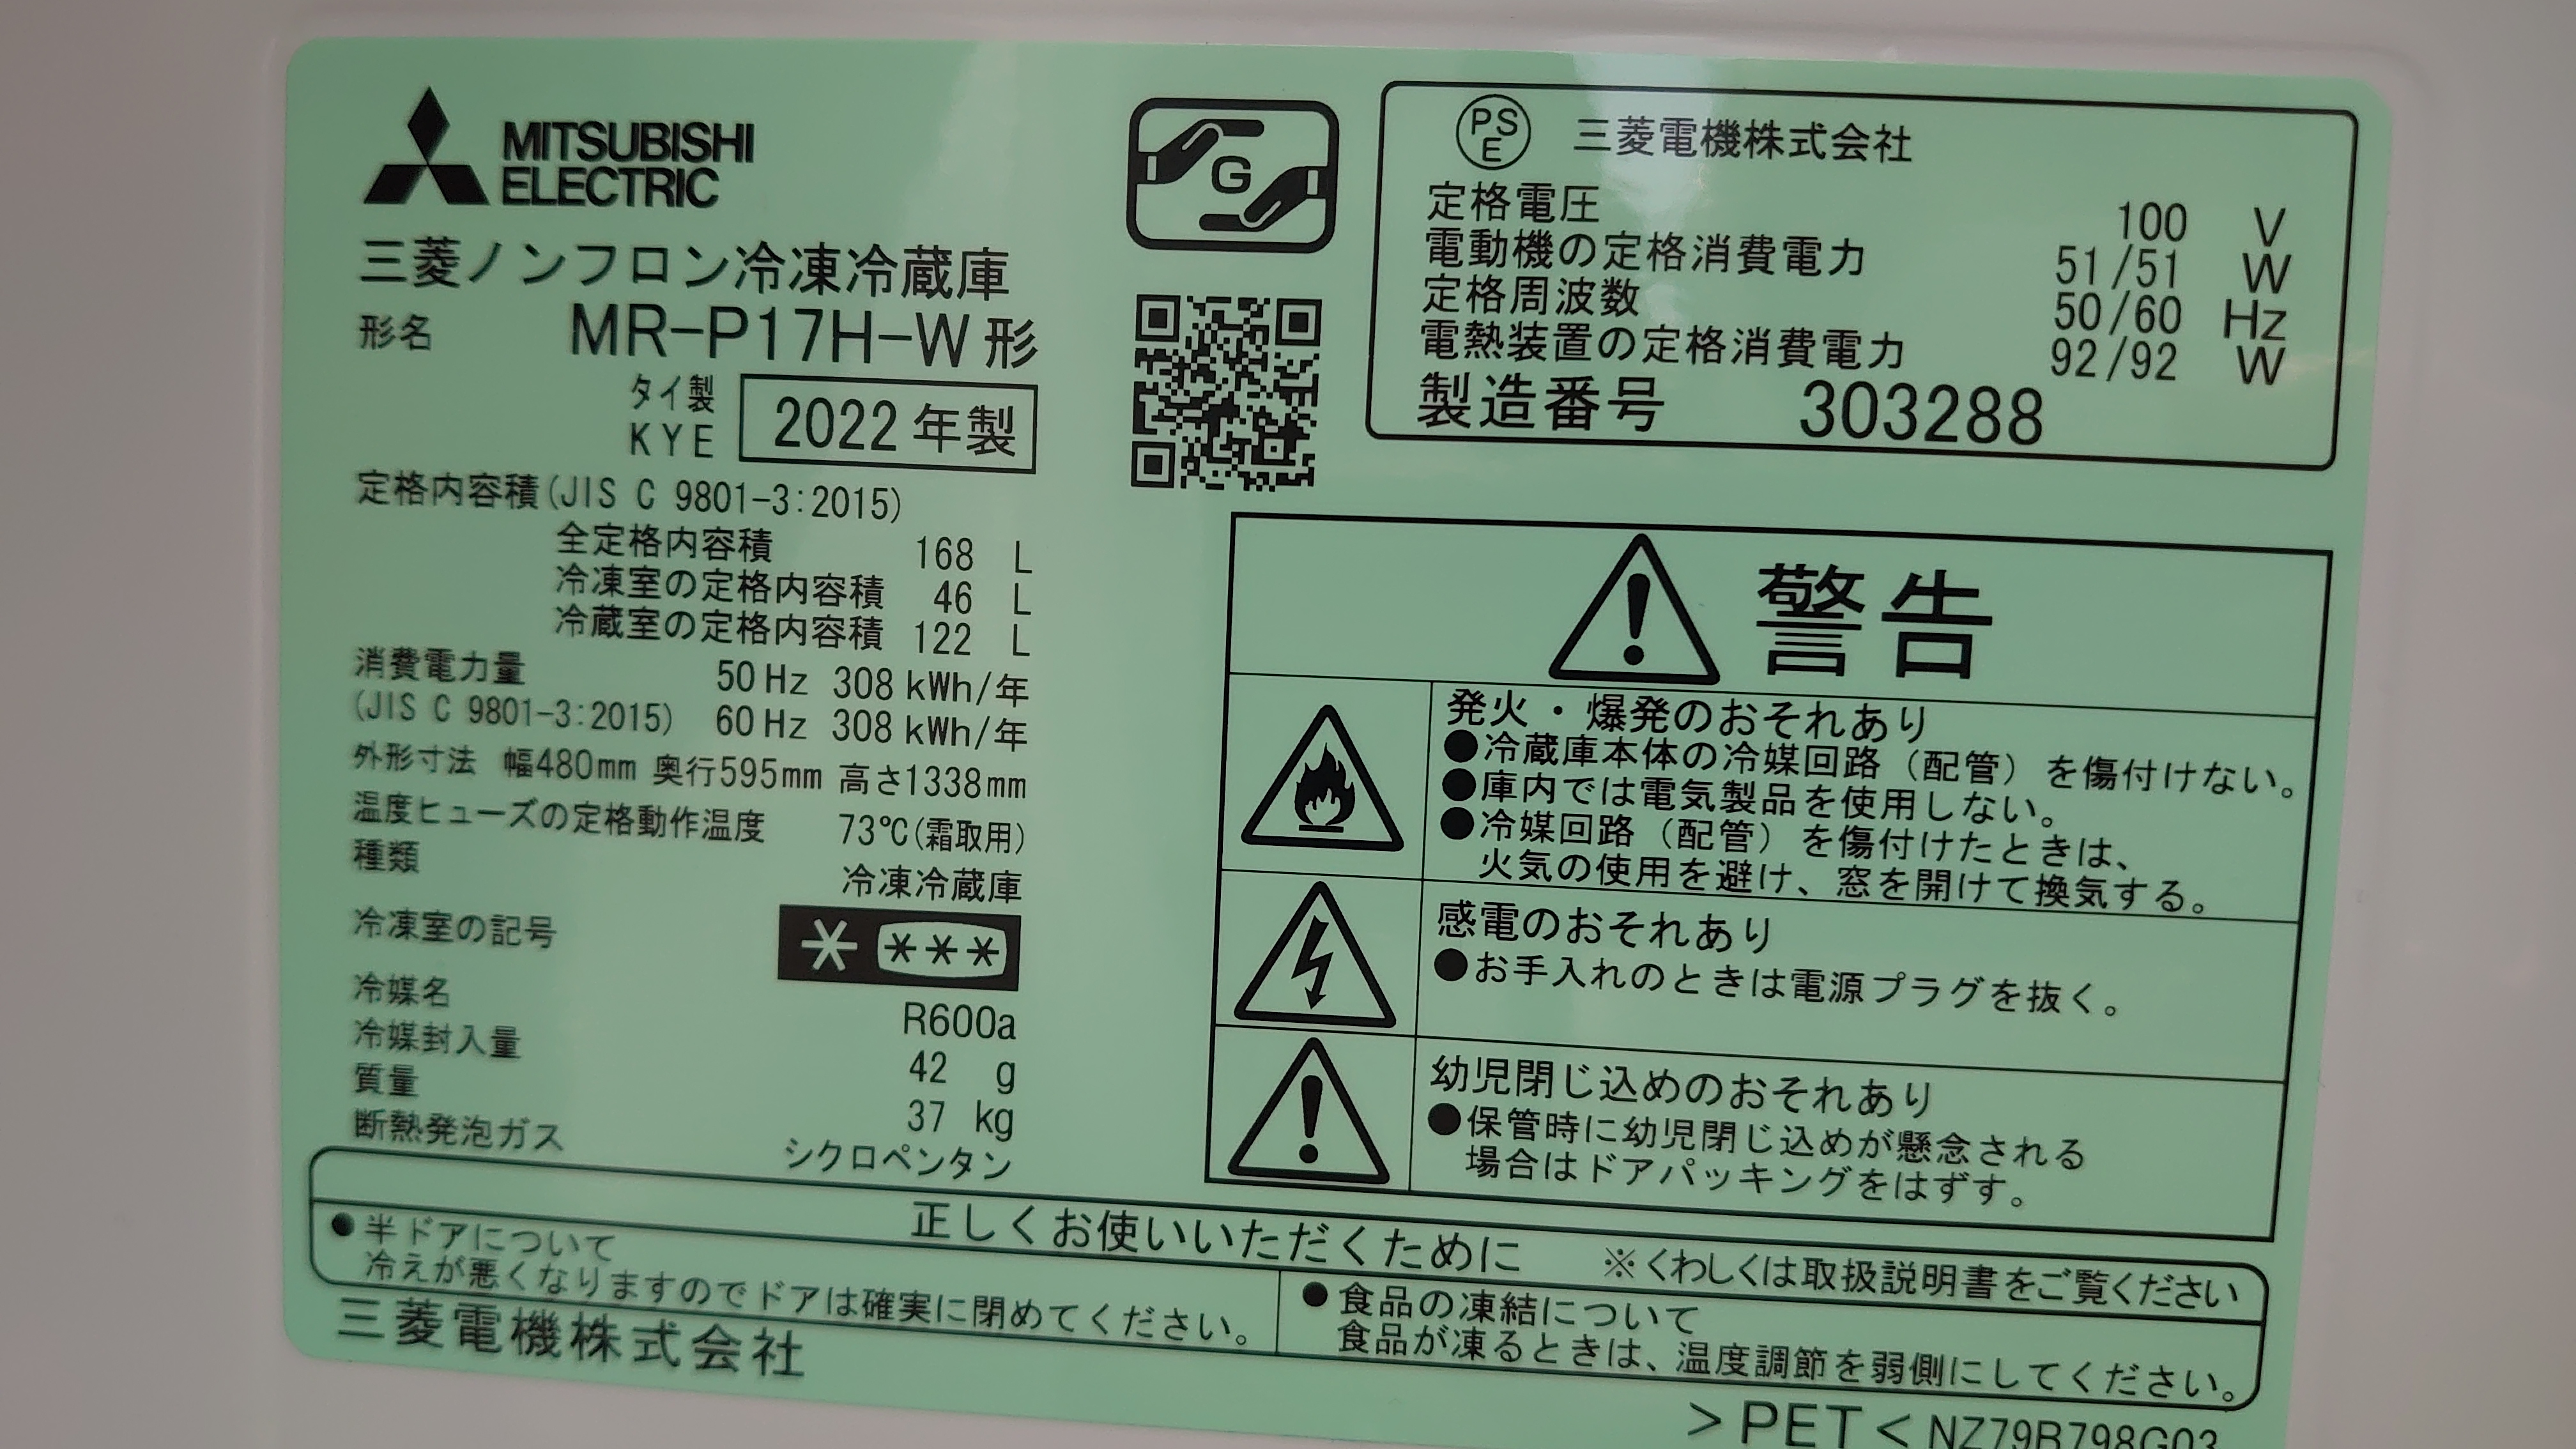 MITSUBISHI
ELECTRIC
三菱ノンフロン冷凍冷蔵庫
形名 MR-P17H-W形
タイ製
KYE 2022年製
定格内容積(JIS C 9801-3:2015)
全定格内容積 168 L
冷凍室の定格内容積 46 L
冷蔵室の定格内容積 122 L
消費電力量 50Hz 308kWh/年
(JIS C 9801-3:2015) 60Hz 308kWh/年
外形寸法 幅480mm 奥行595mm 高さ1338mm
温度ヒューズの定格動作温度 73℃(霜取用)
種類 冷凍冷蔵庫
冷凍室の記号 * ***
冷媒名 R600a
冷媒封入量 42 g
質量 37 kg
断熱発泡ガス シクロペンタン
G
PS
E 三菱電機株式会社
定格電圧 100 V
電動機の定格消費電力 51/51 W
定格周波数 50/60 Hz
電熱装置の定格消費電力 92/92 W
製造番号 303288
警告
発火・爆発のおそれあり
●冷蔵庫本体の冷媒回路（配管）を傷付けない。
●庫内では電気製品を使用しない。
●冷媒回路（配管）を傷付けたときは、
火気の使用を避け、窓を開けて換気する。
感電のおそれあり
●お手入れのときは電源プラグを抜く。
幼児閉じ込めのおそれあり
●保管時に幼児閉じ込めが懸念される
場合はドアパッキングをはずす。
正しくお使いいただくために ※くわしくは取扱説明書をご覧ください
●半ドアについて
冷えが悪くなりますのでドアは確実に閉めてください。
●食品の凍結について
食品が凍るときは、温度調節を弱側にしてください。
三菱電機株式会社
>PET< NZ79B798G03